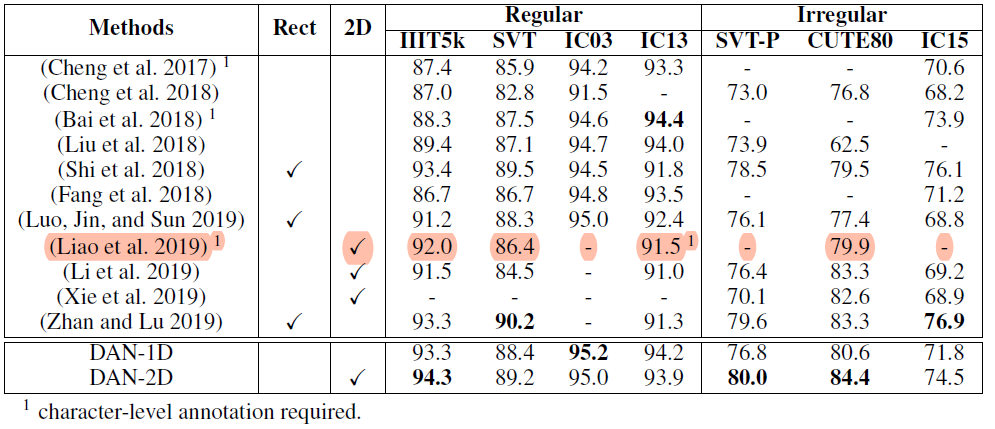 Methods Rect 2D Regular Irregular
IIIT5k SVT IC03 IC13 SVT-P CUTE80 IC15
(Cheng et al. 2017) 1 87.4 85.9 94.2 93.3 - - 70.6
(Cheng et al. 2018) 87.0 82.8 91.5 - 73.0 76.8 68.2
(Bai et al. 2018) 1 88.3 87.5 94.6 94.4 - - 73.9
(Liu et al. 2018) 89.4 87.1 94.7 94.0 73.9 62.5 -
(Shi et al. 2018) ✓ 93.4 89.5 94.5 91.8 78.5 79.5 76.1
(Fang et al. 2018) 86.7 86.7 94.8 93.5 - - 71.2
(Luo, Jin, and Sun 2019) ✓ 91.2 88.3 95.0 92.4 76.1 77.4 68.8
(Liao et al. 2019) 1 ✓ 92.0 86.4 - 91.5 1 - 79.9 -
(Li et al. 2019) ✓ 91.5 84.5 - 91.0 76.4 83.3 69.2
(Xie et al. 2019) ✓ - - - - 70.1 82.6 68.9
(Zhan and Lu 2019) ✓ 93.3 90.2 - 91.3 79.6 83.3 76.9
DAN-1D 93.3 88.4 95.2 94.2 76.8 80.6 71.8
DAN-2D ✓ 94.3 89.2 95.0 93.9 80.0 84.4 74.5
1 character-level annotation required.